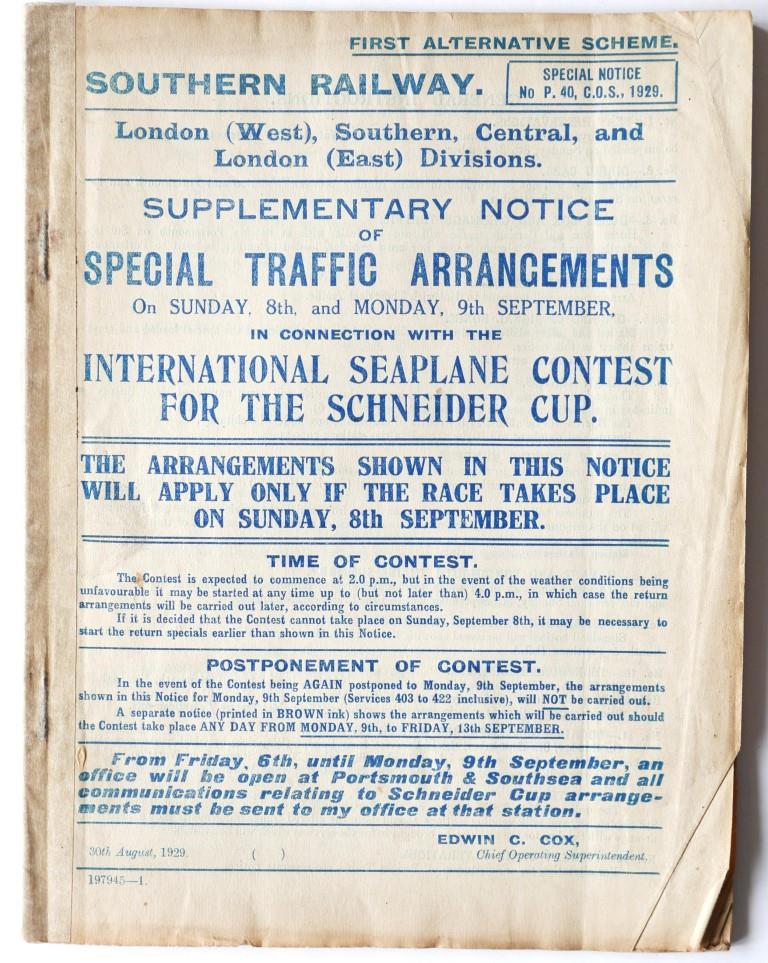 FIRST ALTERNATIVE SCHEME.
SOUTHERN RAILWAY.
SPECIAL NOTICE
No P. 40, C.O.S., 1929.
London (West), Southern, Central, and
London (East) Divisions.
SUPPLEMENTARY NOTICE
OF
SPECIAL TRAFFIC ARRANGEMENTS
On SUNDAY, 8th, and MONDAY, 9th SEPTEMBER,
IN CONNECTION WITH THE
INTERNATIONAL SEAPLANE CONTEST
FOR THE SCHNEIDER CUP.
THE ARRANGEMENTS SHOWN IN THIS NOTICE
WILL APPLY ONLY IF THE RACE TAKES PLACE
ON SUNDAY, 8th SEPTEMBER.
TIME OF CONTEST.
The Contest is expected to commence at 2.0 p.m., but in the event of the weather conditions being
unfavourable it may be started at any time up to (but not later than) 4.0 p.m., in which case the return
arrangements will be carried out later, according to circumstances.
If it is decided that the Contest cannot take place on Sunday, September 8th, it may be necessary to
start the return specials earlier than shown in this Notice.
POSTPONEMENT OF CONTEST.
In the event of the Contest being AGAIN postponed to Monday, 9th September, the arrangements
shown in this Notice for Monday, 9th September (Services 403 to 422 inclusive), will NOT be carried out.
A separate notice (printed in BROWN ink) shows the arrangements which will be carried out should
the Contest take place ANY DAY FROM MONDAY, 9th, to FRIDAY, 13th SEPTEMBER.
From Friday, 6th, until Monday, 9th September, an
office will be open at Portsmouth & Southsea and all
communications relating to Schneider Cup arrange-
ments must be sent to my office at that station.
EDWIN C. COX,
30th August, 1929. ( ) Chief Operating Superintendent.
197945—1.